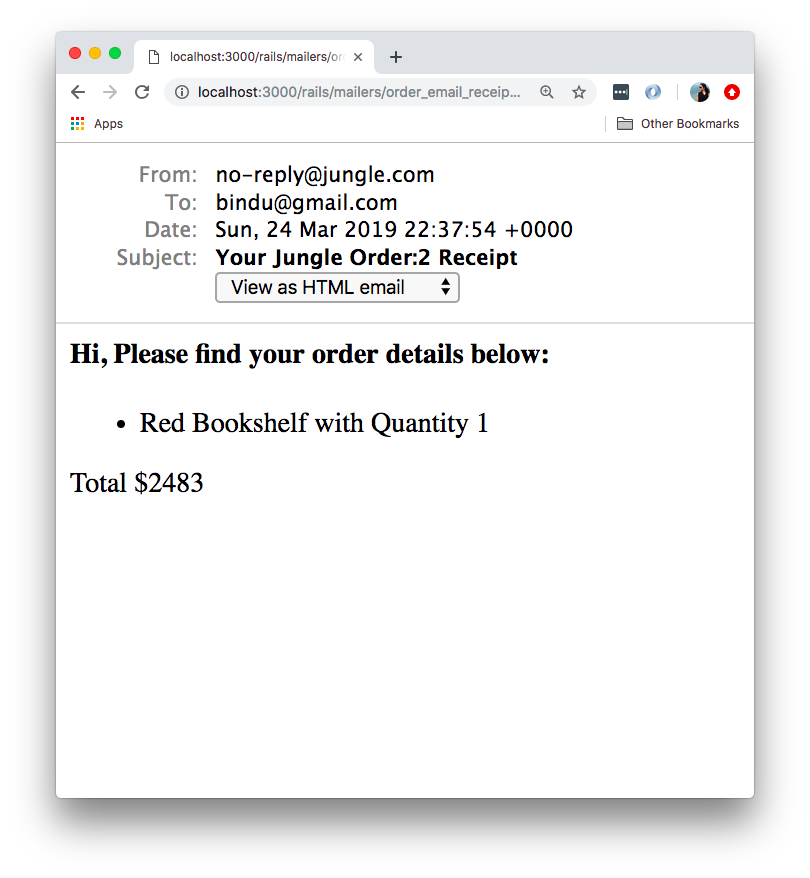 localhost:3000/rails/mailers/or
localhost:3000/rails/mailers/order_email_receip...
Apps
Other Bookmarks
From: no-reply@jungle.com
To: bindu@gmail.com
Date: Sun, 24 Mar 2019 22:37:54 +0000
Subject: Your Jungle Order:2 Receipt
View as HTML email
Hi, Please find your order details below:
• Red Bookshelf with Quantity 1
Total $2483